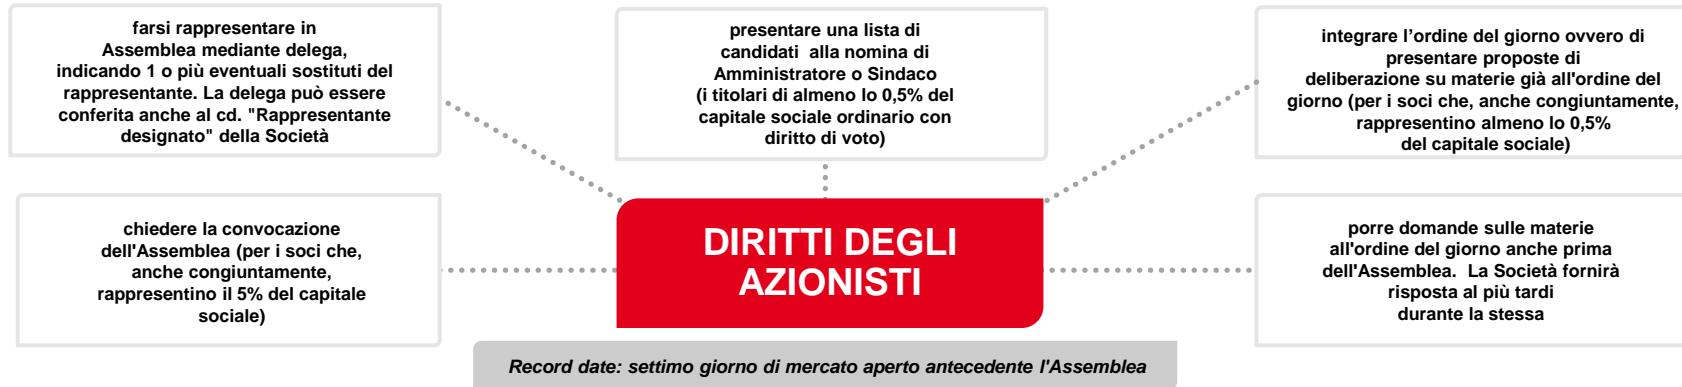 farsi rappresentare in
Assemblea mediante delega,
indicando 1 o più eventuali sostituti del
rappresentante. La delega può essere
conferita anche al cd. "Rappresentante
designato" della Società
presentare una lista di
candidati alla nomina di
Amministratore o Sindaco
(i titolari di almeno lo 0,5% del
capitale sociale ordinario con
diritto di voto)
integrare l’ordine del giorno ovvero di
presentare proposte di
deliberazione su materie già all'ordine del
giorno (per i soci che, anche congiuntamente,
rappresentino almeno lo 0,5%
del capitale sociale)
chiedere la convocazione
dell'Assemblea (per i soci che,
anche congiuntamente,
rappresentino il 5% del capitale
sociale)
DIRITTI DEGLI
AZIONISTI
porre domande sulle materie
all'ordine del giorno anche prima
dell'Assemblea. La Società fornirà
risposta al più tardi
durante la stessa
Record date: settimo giorno di mercato aperto antecedente l'Assemblea